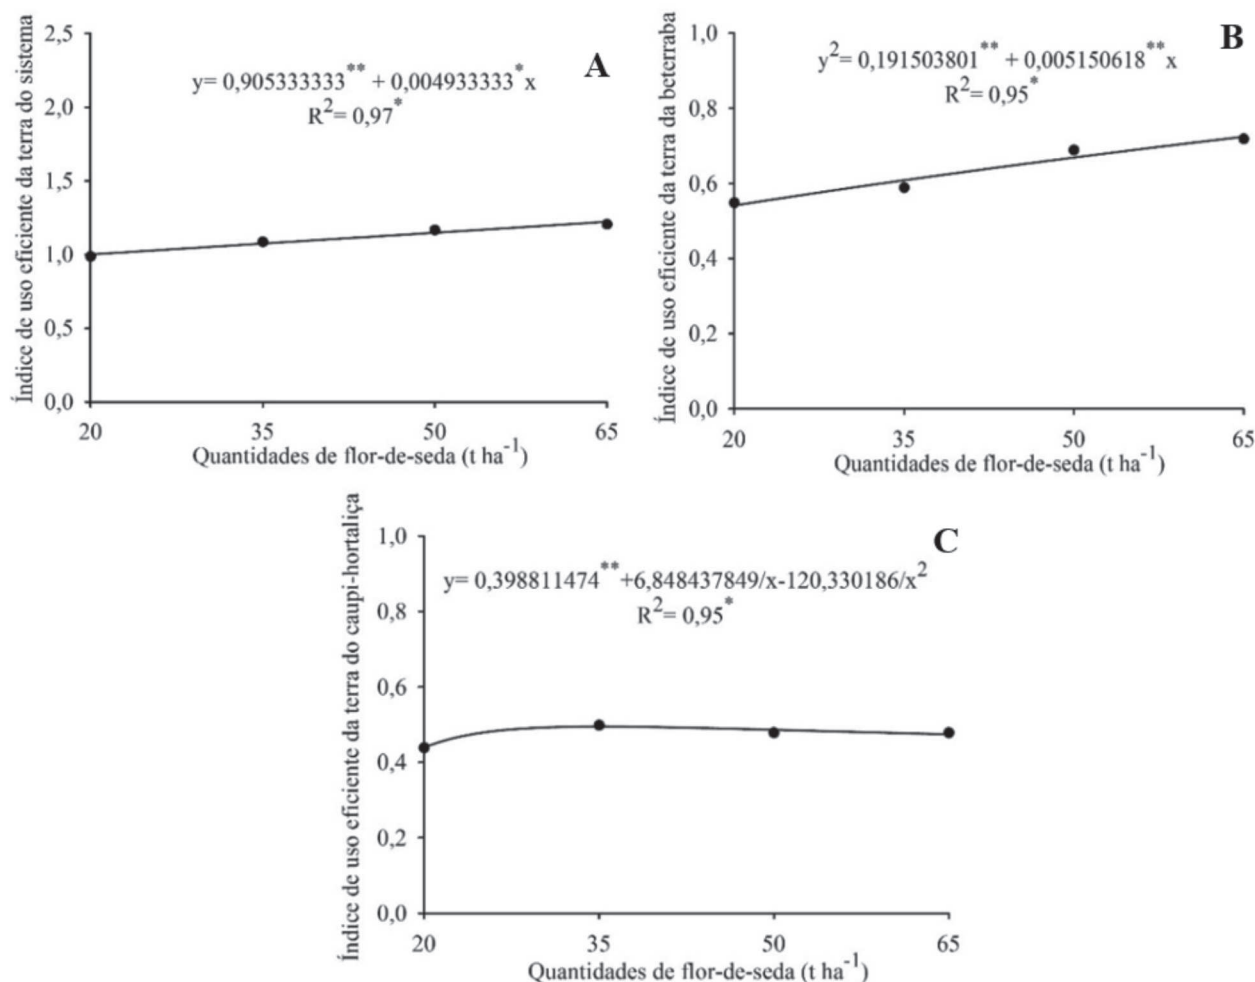 A
y= 0,905333333** + 0,004933333*x
R²= 0,97*
Índice de uso eficiente da terra do sistema
2,5
2,0
1,5
1,0
0,5
0,0
20 35 50 65
Quantidades de flor-de-seda (t ha⁻¹)
B
y²= 0,191503801** + 0,005150618**x
R²= 0,95*
Índice de uso eficiente da terra da beterraba
1,0
0,8
0,6
0,4
0,2
0,0
20 35 50 65
Quantidades de flor-de-seda (t ha⁻¹)
C
y= 0,398811474**+6,848437849/x-120,330186/x²
R²= 0,95*
Índice de uso eficiente da terra do caupi-hortaliça
1,0
0,8
0,6
0,4
0,2
0,0
20 35 50 65
Quantidades de flor-de-seda (t ha⁻¹)